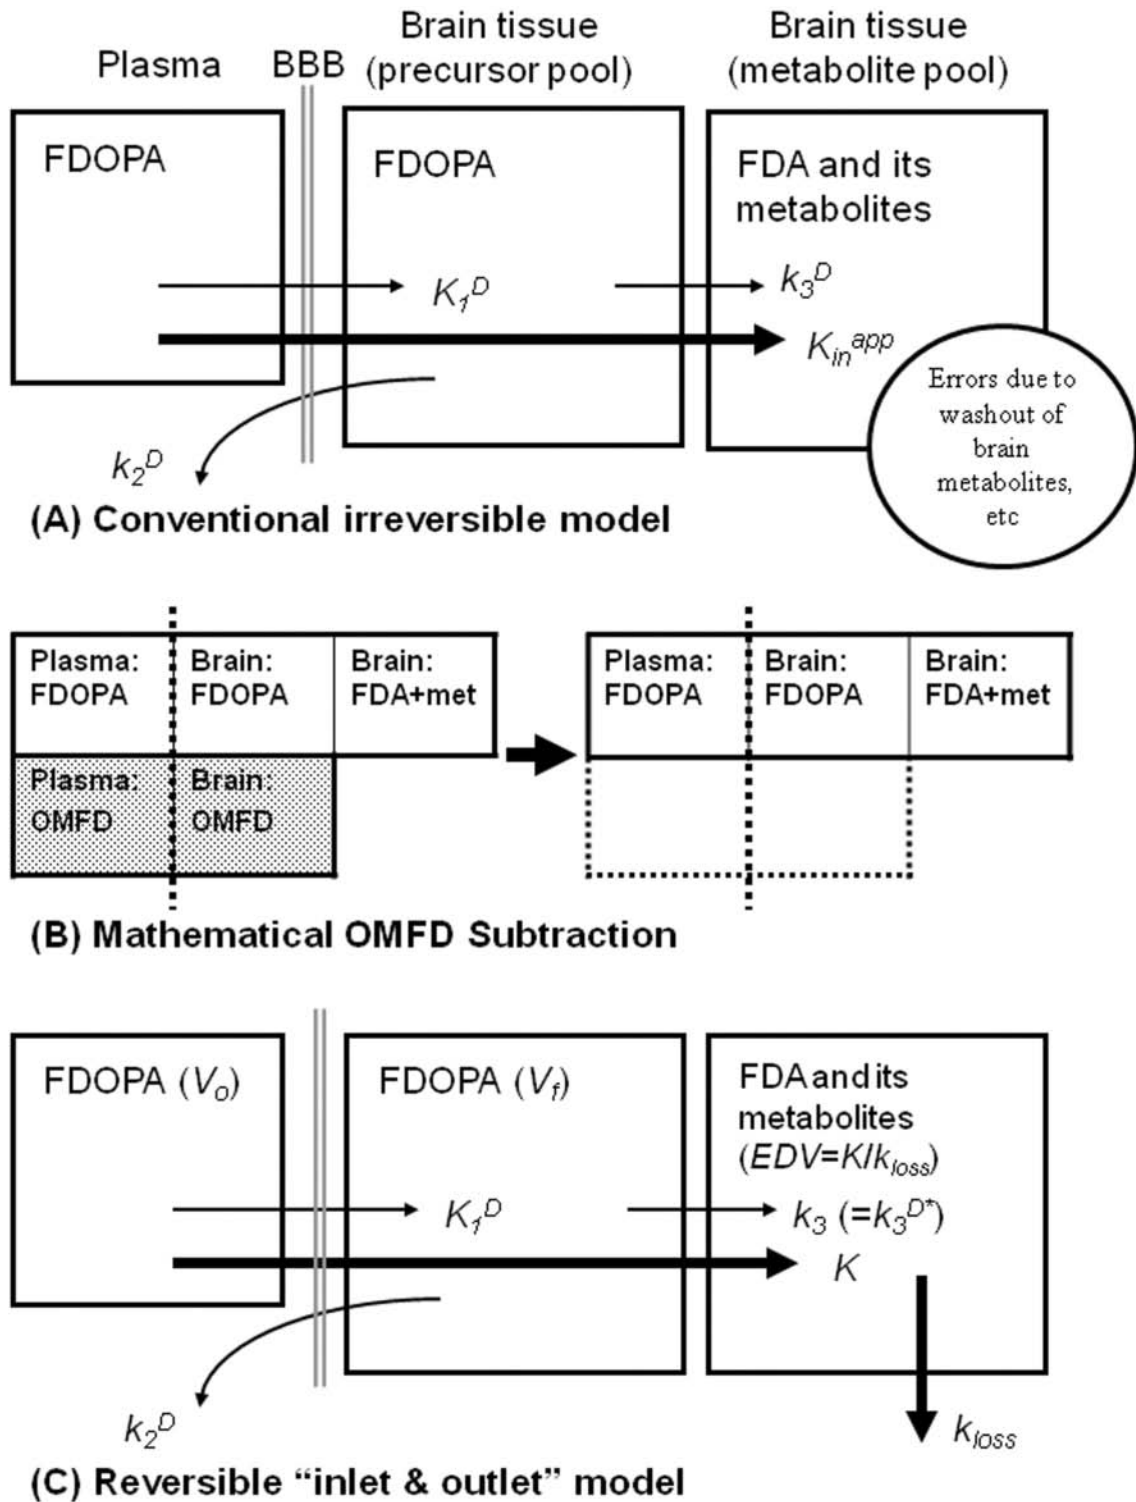 Plasma
BBB
Brain tissue
(precursor pool)
Brain tissue
(metabolite pool)
FDOPA
FDOPA
FDA and its
metabolites
K₁ᴰ
k₃ᴰ
Kᵢₙᵃᵖᵖ
k₂ᴰ
Errors due to
washout of
brain
metabolites,
etc
(A) Conventional irreversible model
Plasma:
FDOPA
Brain:
FDOPA
Brain:
FDA+met
Plasma:
OMFD
Brain:
OMFD
Plasma:
FDOPA
Brain:
FDOPA
Brain:
FDA+met
(B) Mathematical OMFD Subtraction
FDOPA (Vₒ)
FDOPA (V_f)
FDA and its
metabolites
(EDV=K/k_loss)
K₁ᴰ
k₃ (=k₃ᴰ*)
K
k₂ᴰ
k_loss
(C) Reversible “inlet & outlet” model